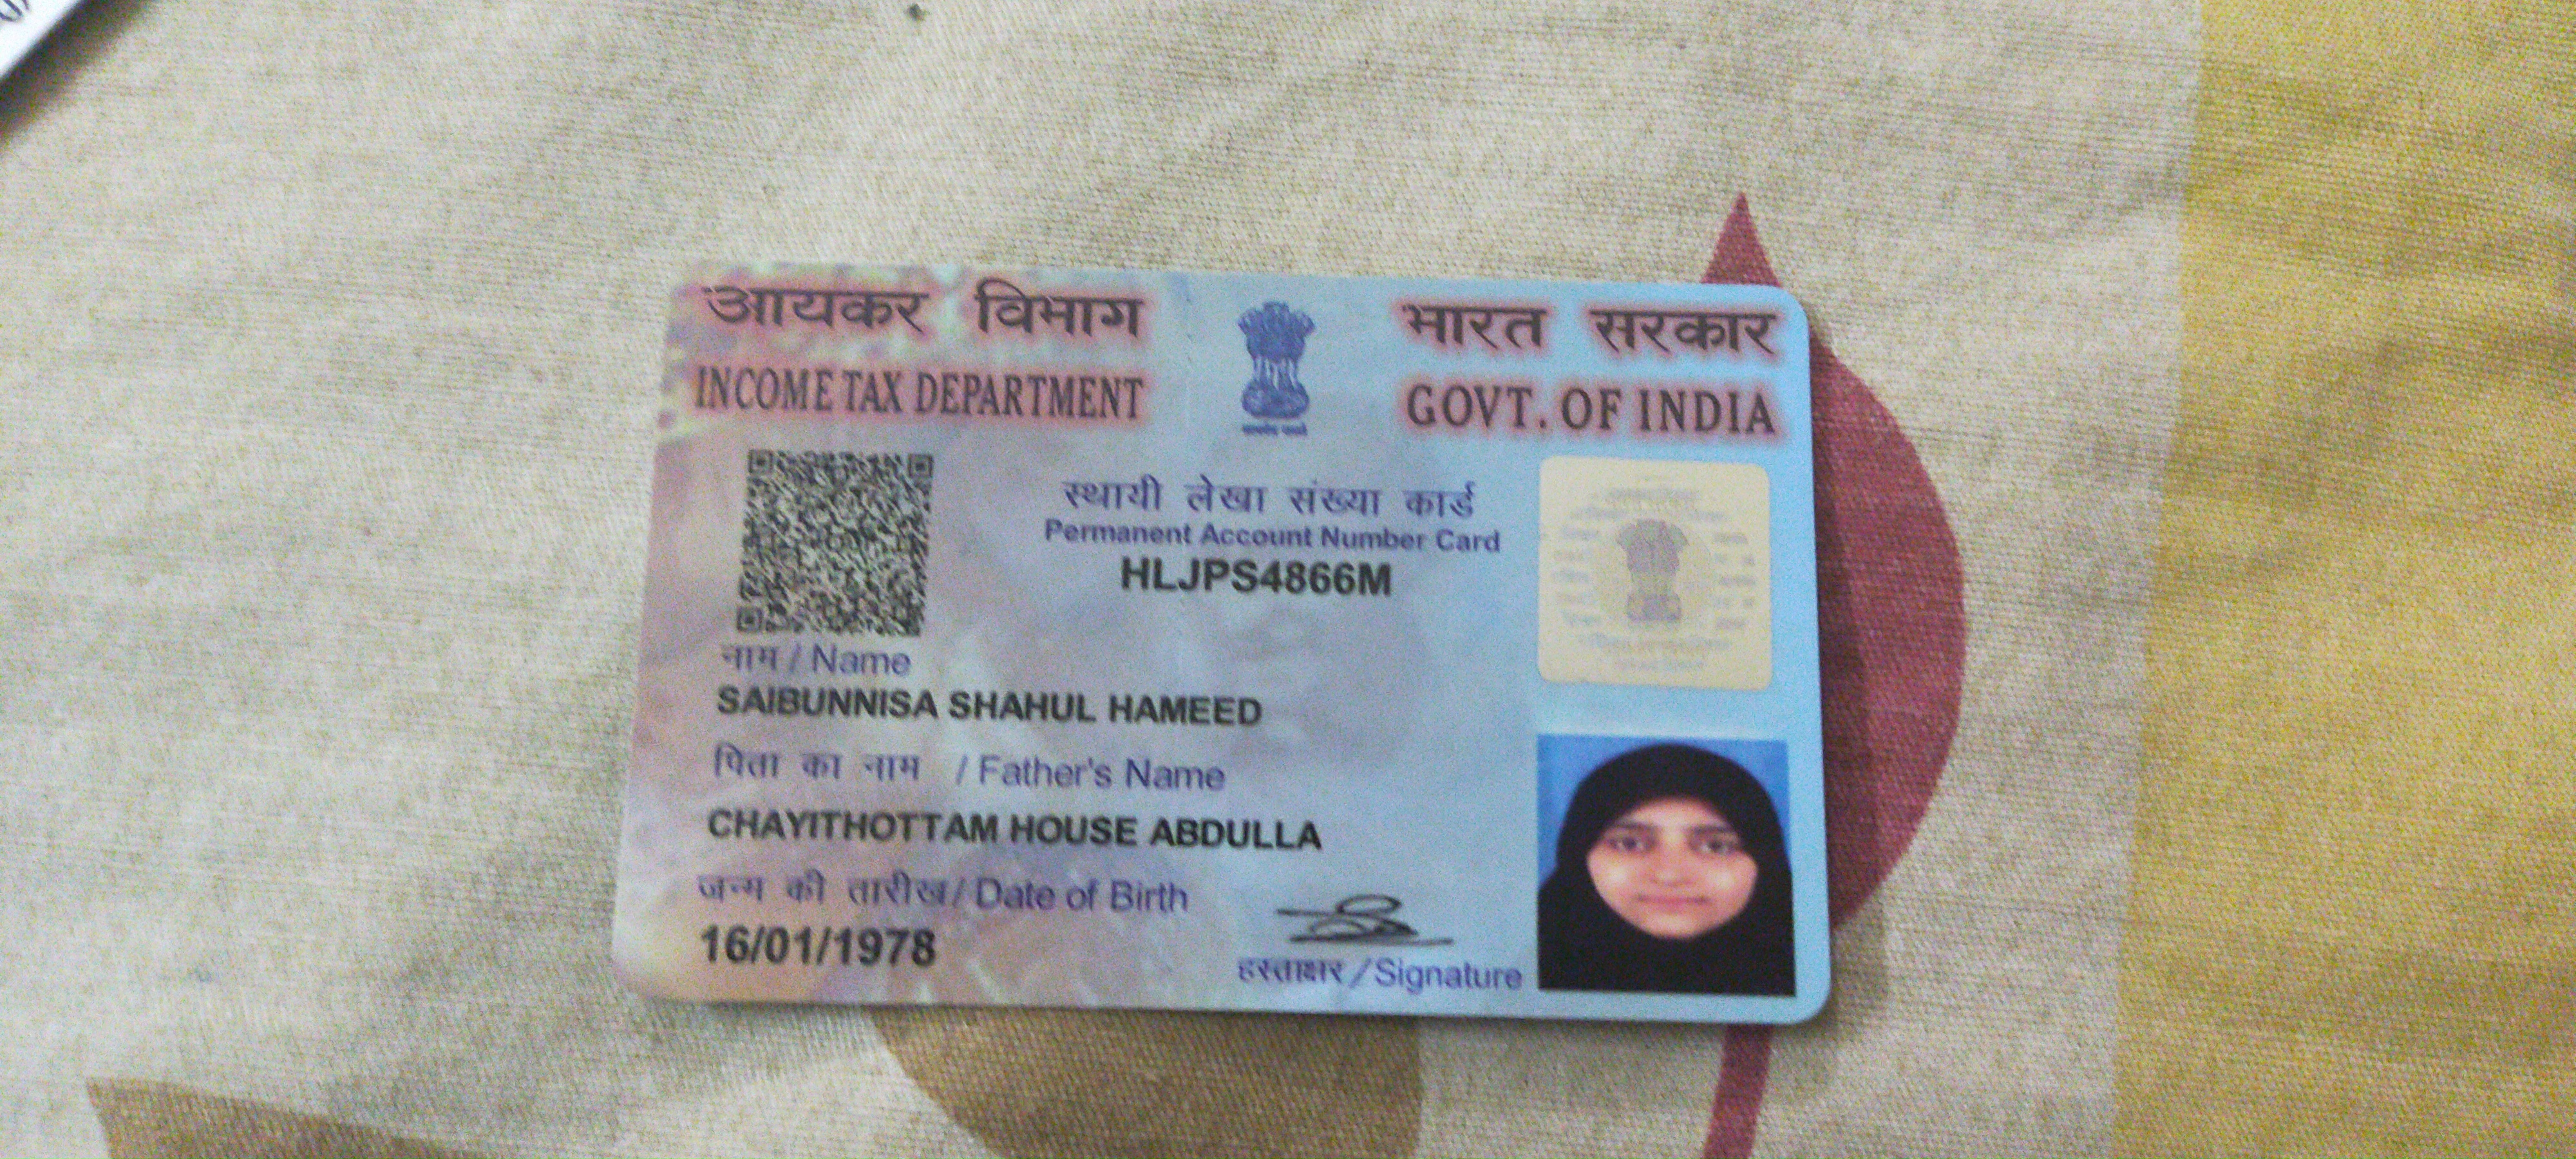 आयकर विभाग
INCOME TAX DEPARTMENT
भारत सरकार
GOVT. OF INDIA
स्थायी लेखा संख्या कार्ड
Permanent Account Number Card
HLJPS4866M
नाम / Name
SAIBUNNISA SHAHUL HAMEED
पिता का नाम / Father's Name
CHAYITHOTTAM HOUSE ABDULLA
जन्म की तारीख / Date of Birth
16/01/1978
हस्ताक्षर / Signature